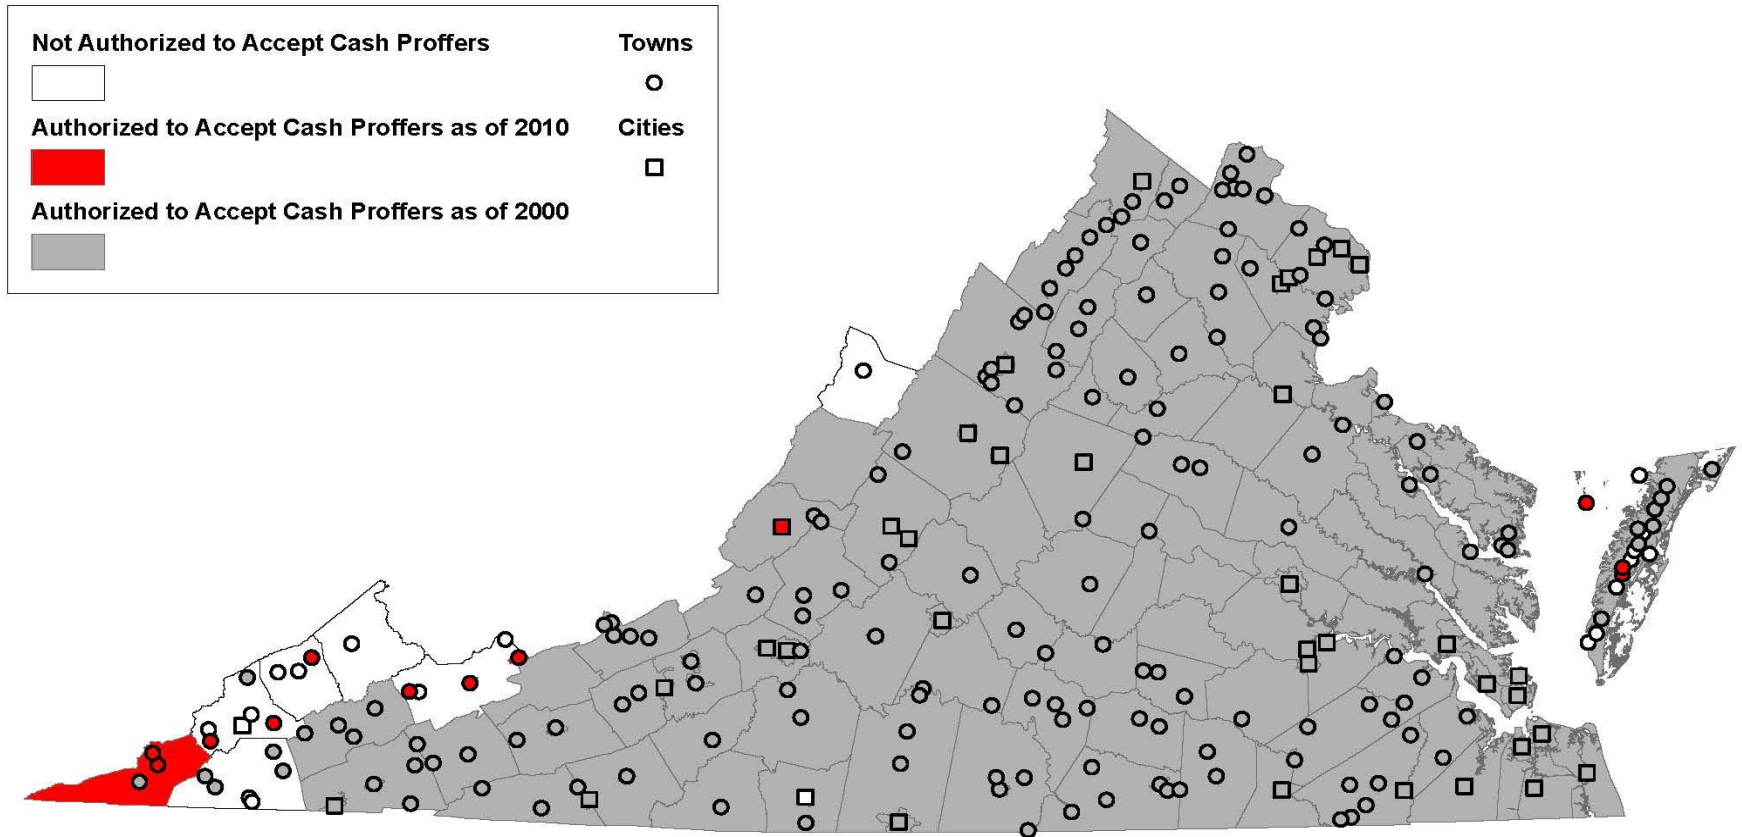 Not Authorized to Accept Cash Proffers
Towns
Authorized to Accept Cash Proffers as of 2010
Cities
Authorized to Accept Cash Proffers as of 2000